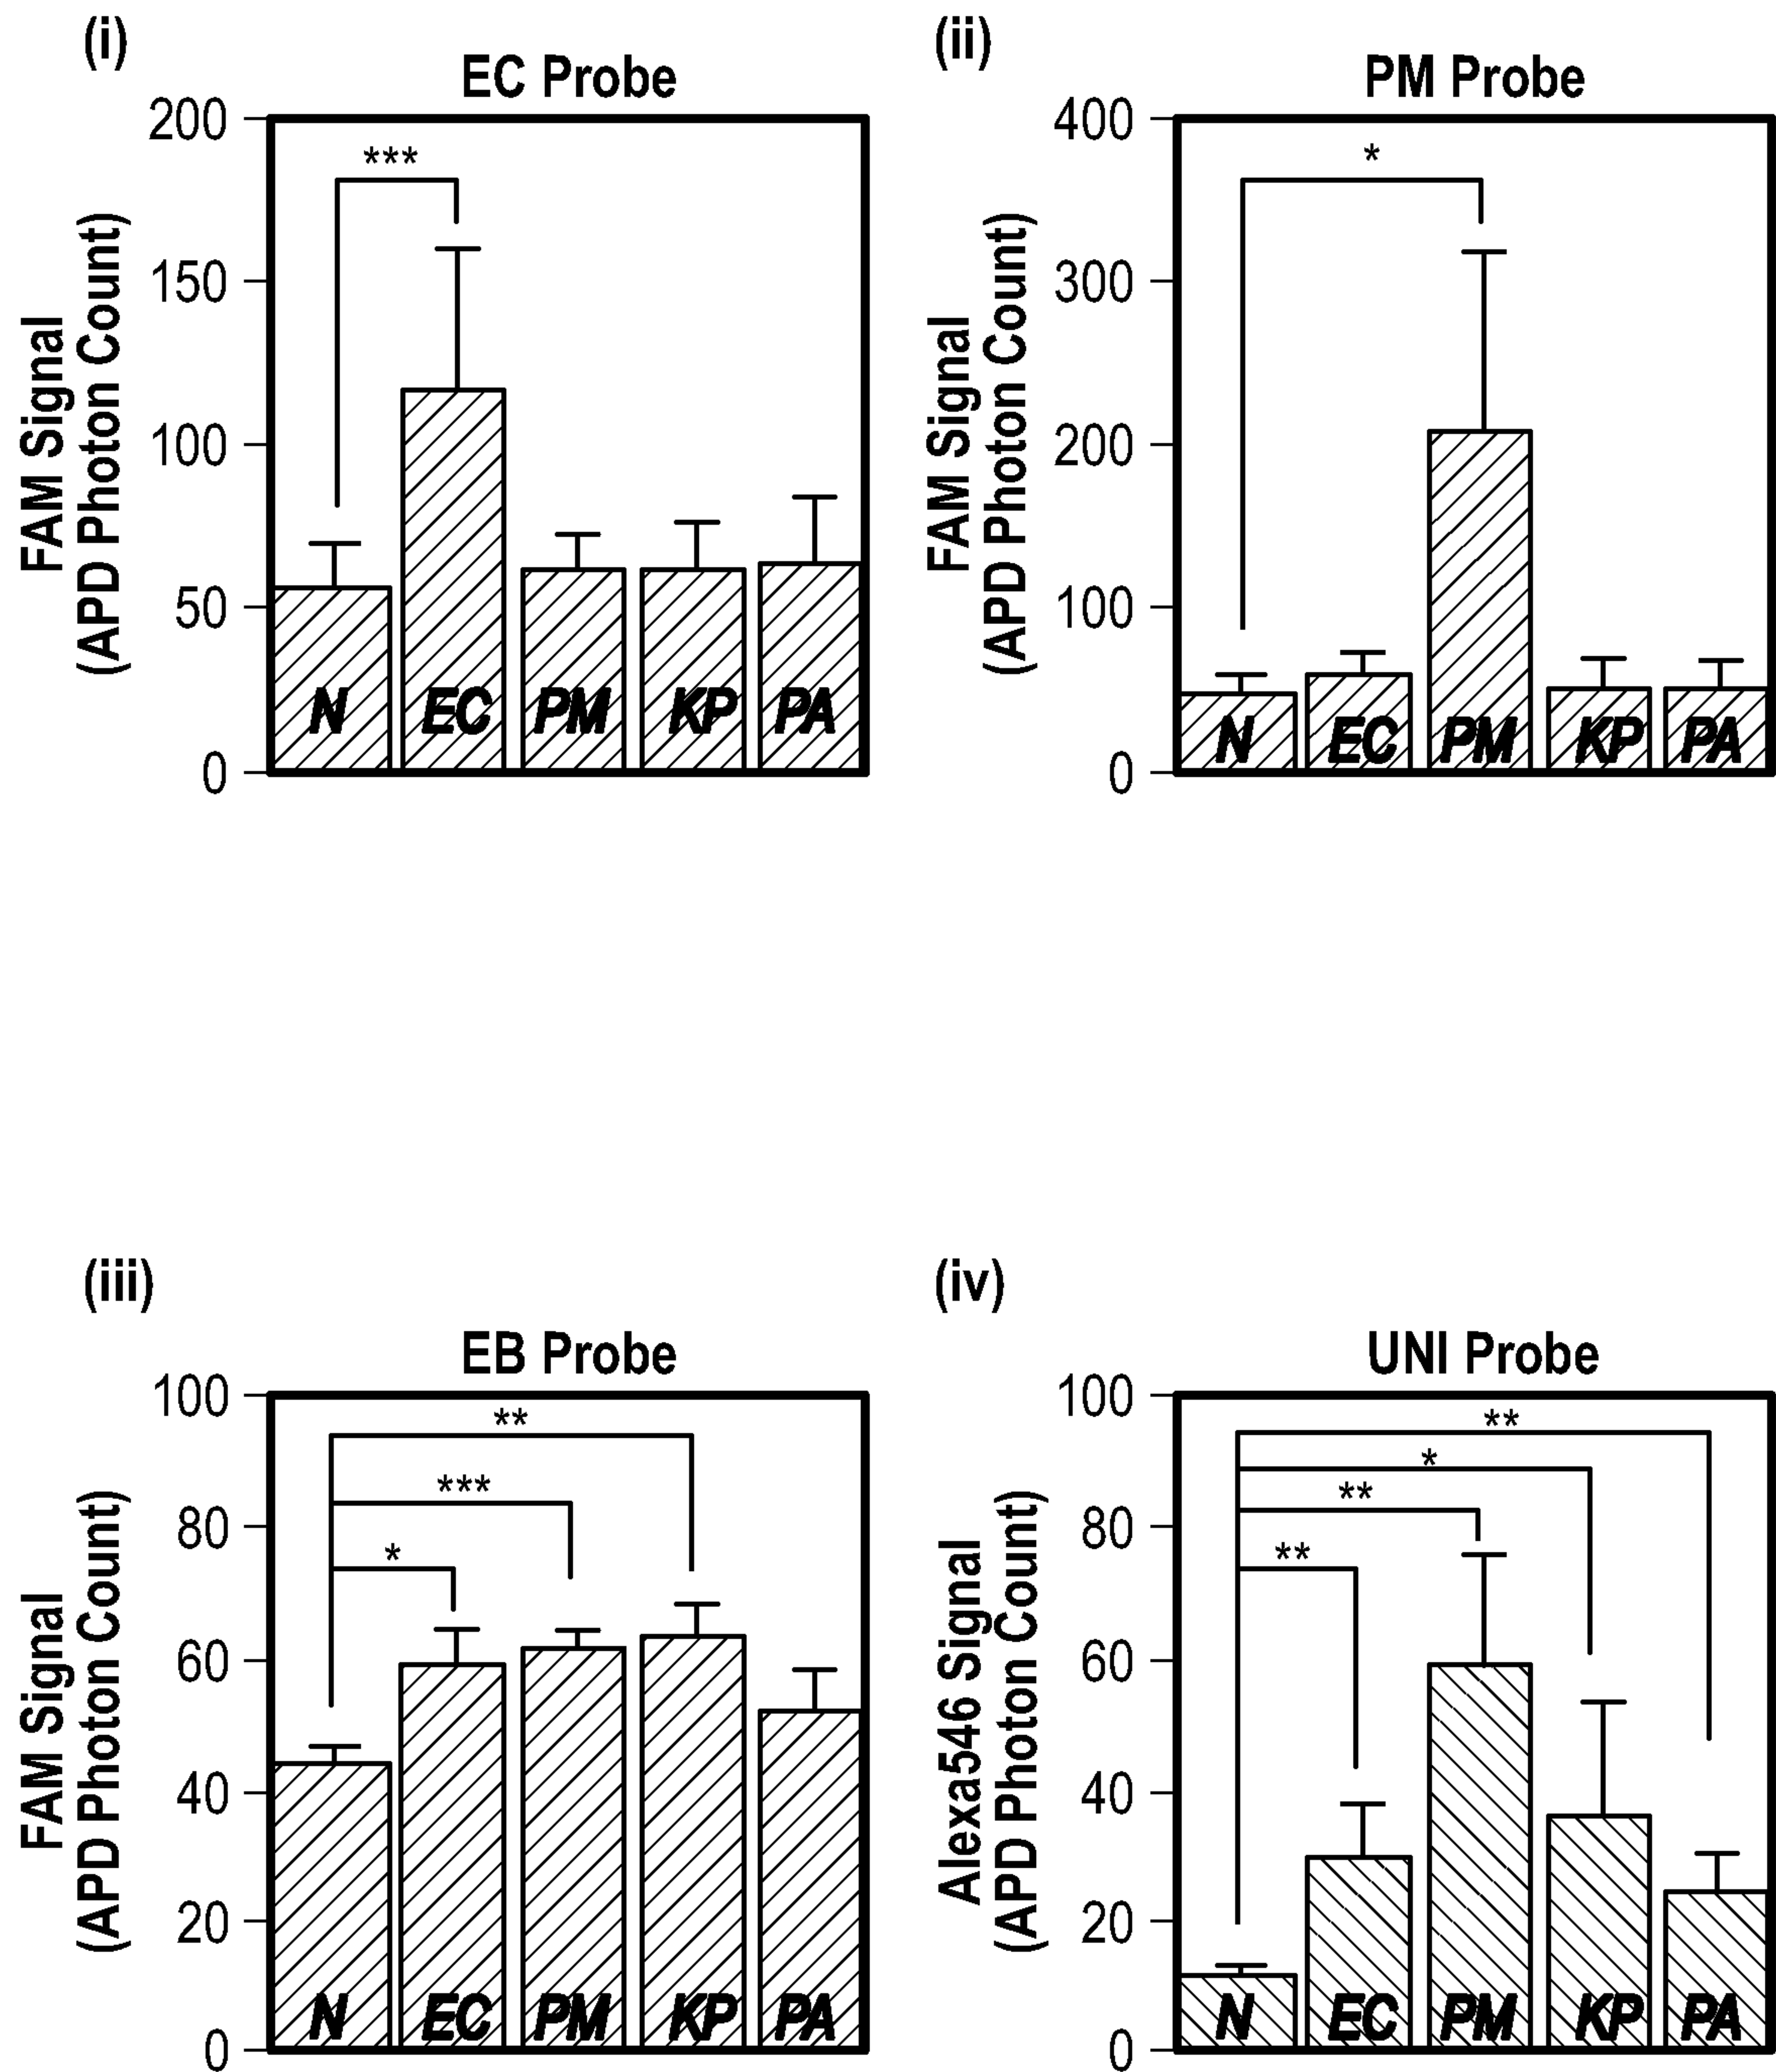 (i)
EC Probe
FAM Signal
(APD Photon Count)
200
150
100
50
0
***
N EC PM KP PA
(ii)
PM Probe
FAM Signal
(APD Photon Count)
400
300
200
100
0
*
N EC PM KP PA
(iii)
EB Probe
FAM Signal
(APD Photon Count)
100
80
60
40
20
0
**
***
*
N EC PM KP PA
(iv)
UNI Probe
Alexa546 Signal
(APD Photon Count)
100
80
60
40
20
0
**
*
**
**
N EC PM KP PA